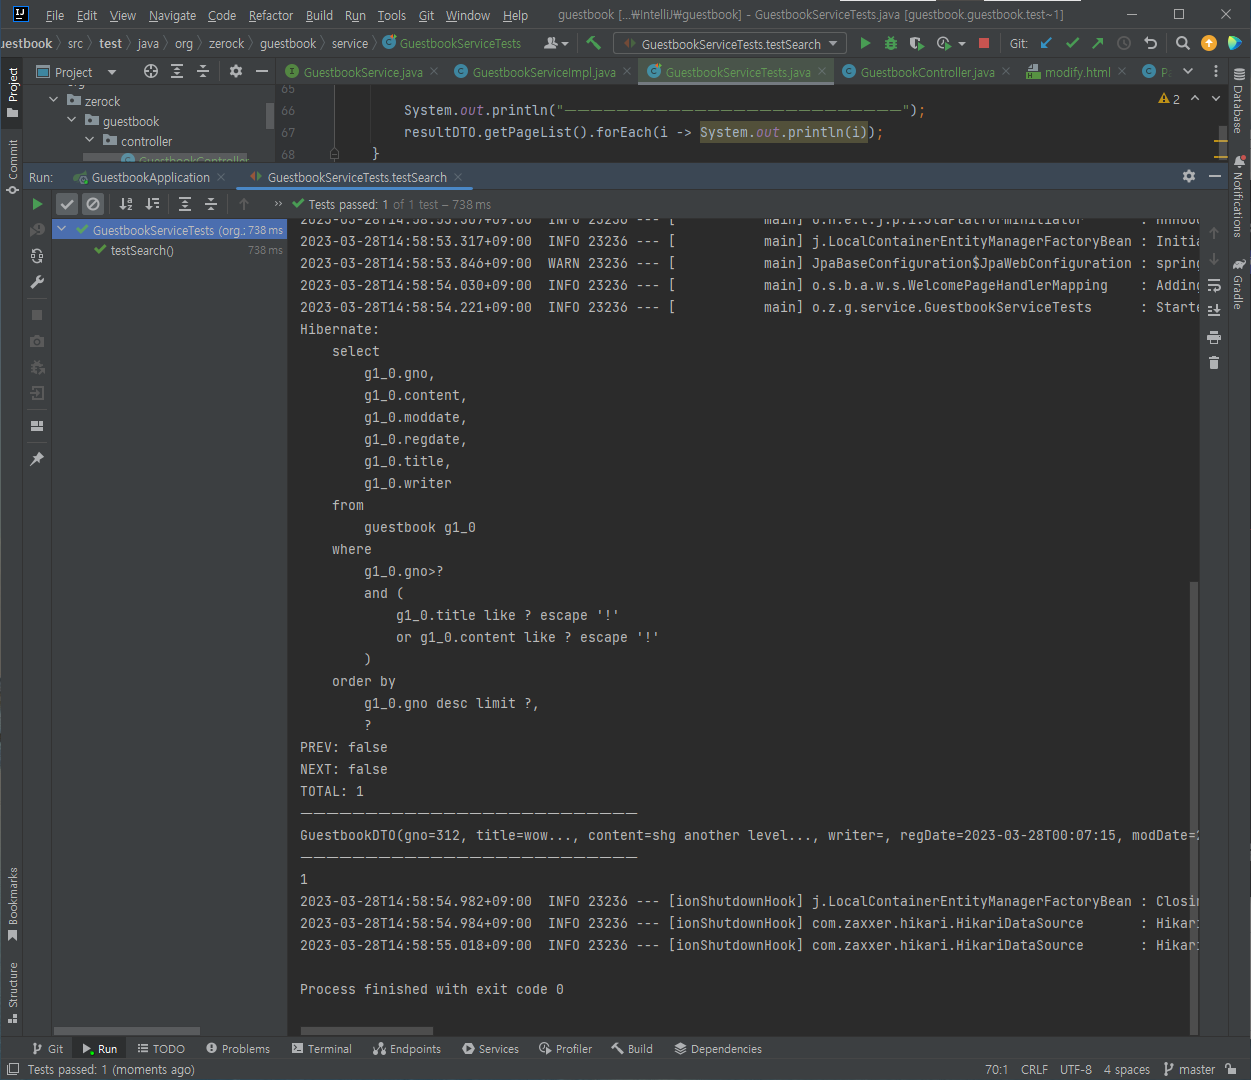 File Edit View Navigate Code Refactor Build Run Tools Git Window Help guestbook [...₩IntelliJ₩guestbook] - GuestbookServiceTests.java [guestbook.guestbook.test~1]
uestbook src test java org zerock guestbook service GuestbookServiceTests GuestbookServiceTests.testSearch Git:
Project GuestbookService.java GuestbookServiceImpl.java GuestbookServiceTests.java GuestbookController.java modify.html
org
zerock
guestbook
controller
GuestbookController
65
66 System.out.println("——————————————————————————");
67 resultDTO.getPageList().forEach(i -> System.out.println(i));
68 }
2
Run: GuestbookApplication GuestbookServiceTests.testSearch
Tests passed: 1 of 1 test – 738 ms
GuestbookServiceTests (org.z 738 ms
testSearch() 738 ms
2023-03-28T14:58:53.317+09:00 INFO 23236 --- [ main] j.LocalContainerEntityManagerFactoryBean : Initia
2023-03-28T14:58:53.846+09:00 WARN 23236 --- [ main] JpaBaseConfiguration$JpaWebConfiguration : spring
2023-03-28T14:58:54.030+09:00 INFO 23236 --- [ main] o.s.b.a.w.s.WelcomePageHandlerMapping : Adding
2023-03-28T14:58:54.221+09:00 INFO 23236 --- [ main] o.z.g.service.GuestbookServiceTests : Starte
Hibernate:
select
g1_0.gno,
g1_0.content,
g1_0.moddate,
g1_0.regdate,
g1_0.title,
g1_0.writer
from
guestbook g1_0
where
g1_0.gno>?
and (
g1_0.title like ? escape '!'
or g1_0.content like ? escape '!'
)
order by
g1_0.gno desc limit ?,
?
PREV: false
NEXT: false
TOTAL: 1
——————————————————————————
GuestbookDTO(gno=312, title=wow..., content=shg another level..., writer=, regDate=2023-03-28T00:07:15, modDate=2
——————————————————————————
1
2023-03-28T14:58:54.982+09:00 INFO 23236 --- [ionShutdownHook] j.LocalContainerEntityManagerFactoryBean : Closin
2023-03-28T14:58:54.984+09:00 INFO 23236 --- [ionShutdownHook] com.zaxxer.hikari.HikariDataSource : Hikari
2023-03-28T14:58:55.018+09:00 INFO 23236 --- [ionShutdownHook] com.zaxxer.hikari.HikariDataSource : Hikari
Process finished with exit code 0
Project
Commit
Bookmarks
Structure
Database
Notifications
Gradle
Git Run TODO Problems Terminal Endpoints Services Profiler Build Dependencies
Tests passed: 1 (moments ago) 70:1 CRLF UTF-8 4 spaces master